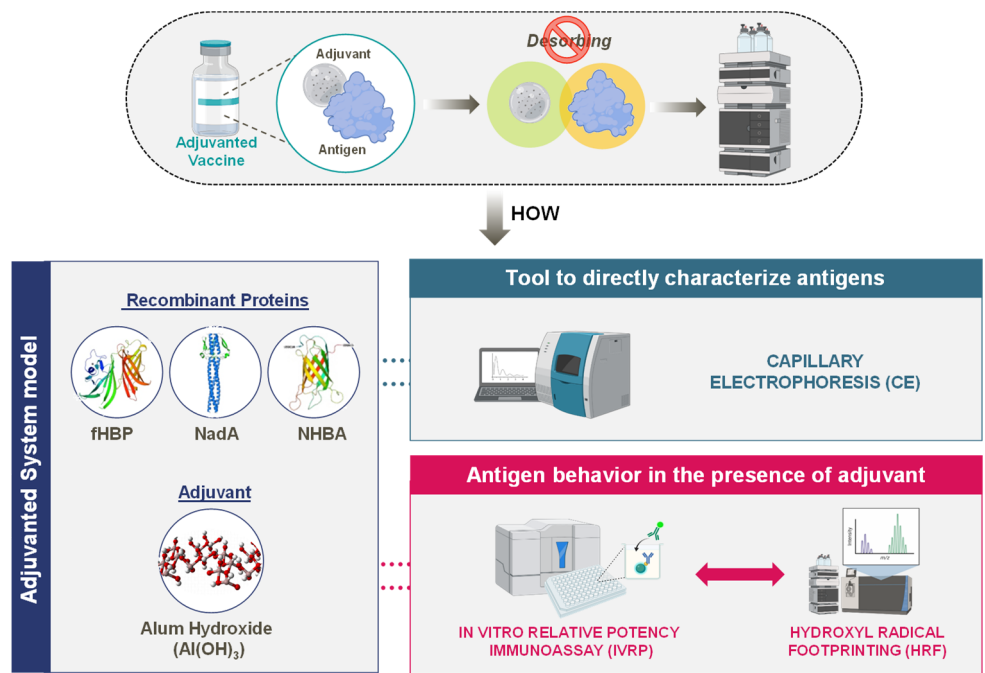 Adjuvanted
Vaccine
Adjuvant
Antigen
Desorbing
HOW
Adjuvanted System model
Recombinant Proteins
fHBP
NadA
NHBA
Adjuvant
Alum Hydroxide
(Al(OH)₃)
Tool to directly characterize antigens
CAPILLARY
ELECTROPHORESIS (CE)
Antigen behavior in the presence of adjuvant
IN VITRO RELATIVE POTENCY
IMMUNOASSAY (IVRP)
Intensity
m/z
HYDROXYL RADICAL
FOOTPRINTING (HRF)